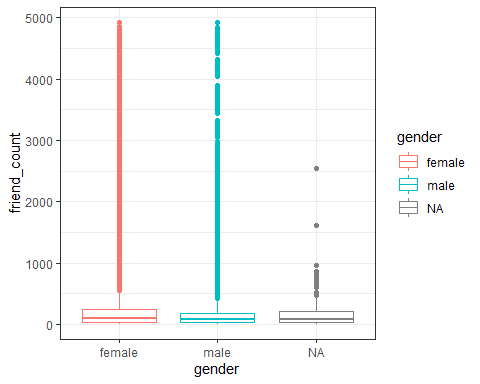 5000
4000
3000
2000
1000
0
friend_count
female male NA
gender
gender
female
male
NA